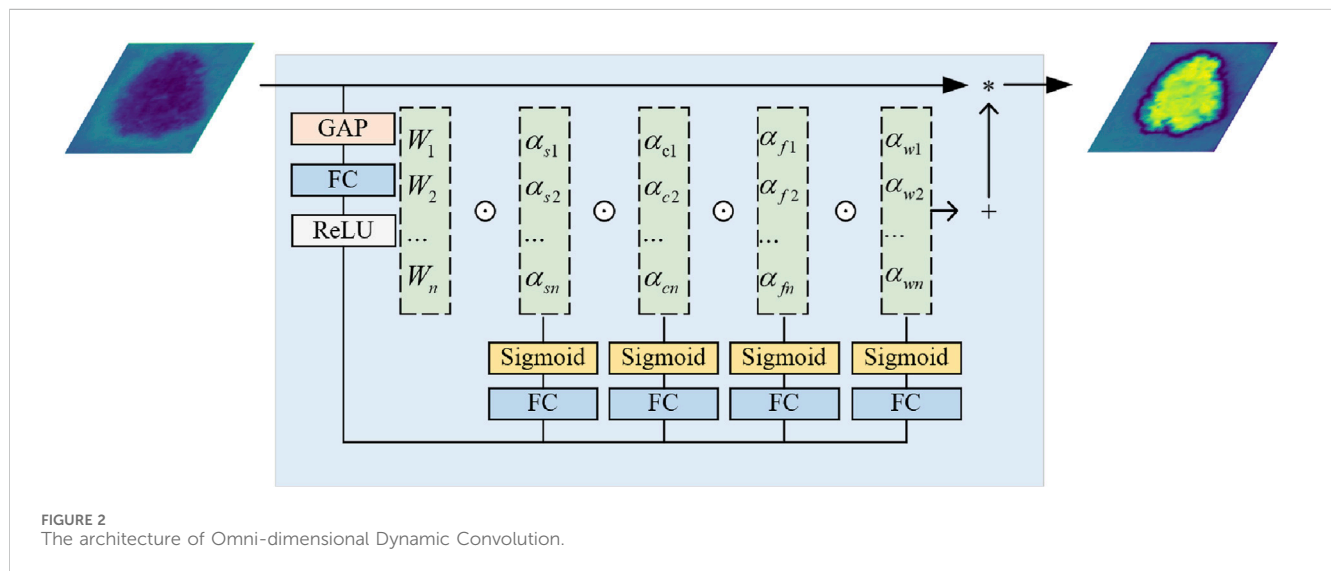 GAP
FC
ReLU
W1
W2
...
Wn
⊙
αs1
αs2
...
αsn
⊙
αc1
αc2
...
αcn
⊙
αf1
αf2
...
αfn
⊙
αw1
αw2
...
αwn
+
*
Sigmoid Sigmoid Sigmoid Sigmoid
FC FC FC FC
FIGURE 2
The architecture of Omni-dimensional Dynamic Convolution.